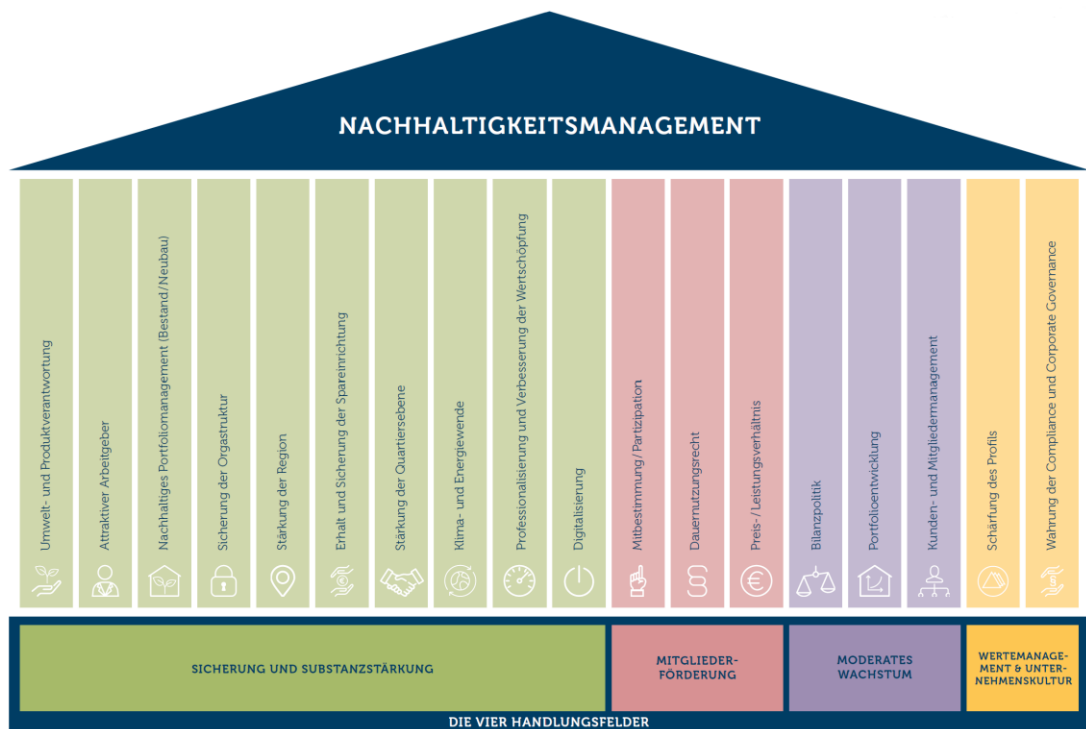 NACHHALTIGKEITSMANAGEMENT
Umwelt- und Produktverantwortung
Attraktiver Arbeitgeber
Nachhaltiges Portfoliomanagement (Bestand/Neubau)
Sicherung der Orgastruktur
Stärkung der Region
Erhalt und Sicherung der Spareinrichtung
Stärkung der Quartiersebene
Klima- und Energiewende
Professionalisierung und Verbesserung der Wertschöpfung
Digitalisierung
Mitbestimmung/Partizipation
Dauernutzungsrecht
Preis-/Leistungsverhältnis
Bilanzpolitik
Portfolioentwicklung
Kunden- und Mitgliedermanagement
Schärfung des Profils
Wahrung der Compliance und Corporate Governance
SICHERUNG UND SUBSTANZSTÄRKUNG
MITGLIEDER-
FÖRDERUNG
MODERATES
WACHSTUM
WERTEMANAGE-
MENT & UNTER-
NEHMENSKULTUR
DIE VIER HANDLUNGSFELDER